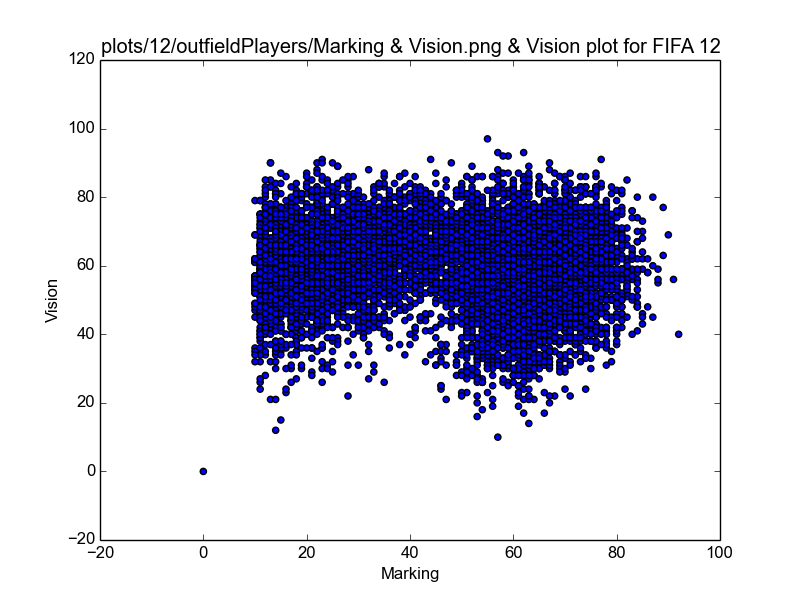 plots/12/outfieldPlayers/Marking & Vision.png & Vision plot for FIFA 12
120
100
80
60
40
20
0
−20
Vision
−20 0 20 40 60 80 100
Marking